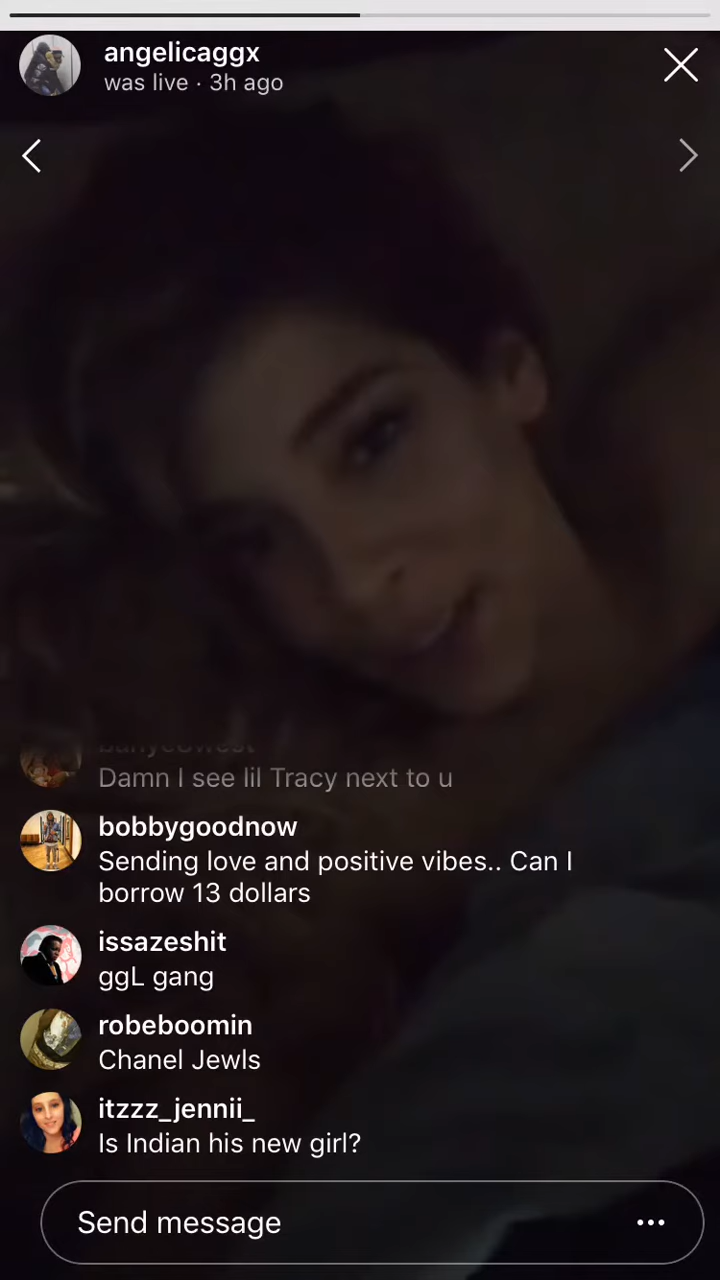 angelicaggx
was live · 3h ago
Damn I see lil Tracy next to u
bobbygoodnow
Sending love and positive vibes.. Can I
borrow 13 dollars
issazeshit
ggL gang
robeboomin
Chanel Jewls
itzzz_jennii_
Is Indian his new girl?
Send message